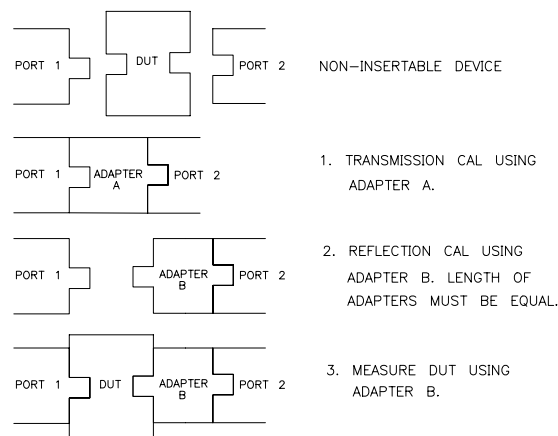 PORT 1 DUT PORT 2 NON-INSERTABLE DEVICE
PORT 1 ADAPTER A PORT 2
1. TRANSMISSION CAL USING
ADAPTER A.
PORT 1 ADAPTER B PORT 2
2. REFLECTION CAL USING
ADAPTER B. LENGTH OF
ADAPTERS MUST BE EQUAL.
PORT 1 DUT ADAPTER B PORT 2
3. MEASURE DUT USING
ADAPTER B.